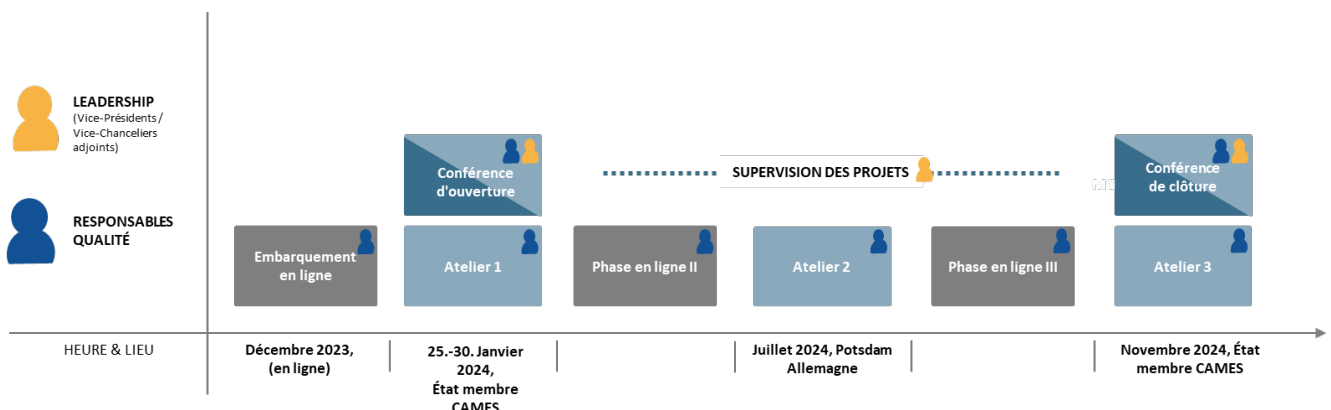 LEADERSHIP
(Vice-Présidents /
Vice-Chanceliers
adjoints)
Conférence
d'ouverture
SUPERVISION DES PROJETS
Conférence
de clôture
RESPONSABLES
QUALITÉ
Embarquement
en ligne
Atelier 1
Phase en ligne II
Atelier 2
Phase en ligne III
Atelier 3
HEURE & LIEU
Décembre 2023,
(en ligne)
25.-30. Janvier
2024,
État membre
CAMES
Juillet 2024, Potsdam
Allemagne
Novembre 2024, État
membre CAMES